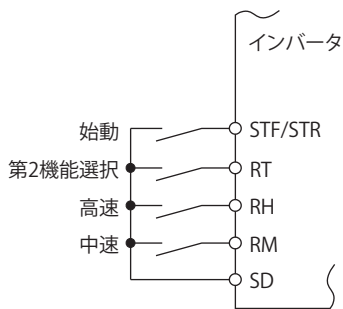 インバータ
始動 STF/STR
第2機能選択 RT
高速 RH
中速 RM
SD